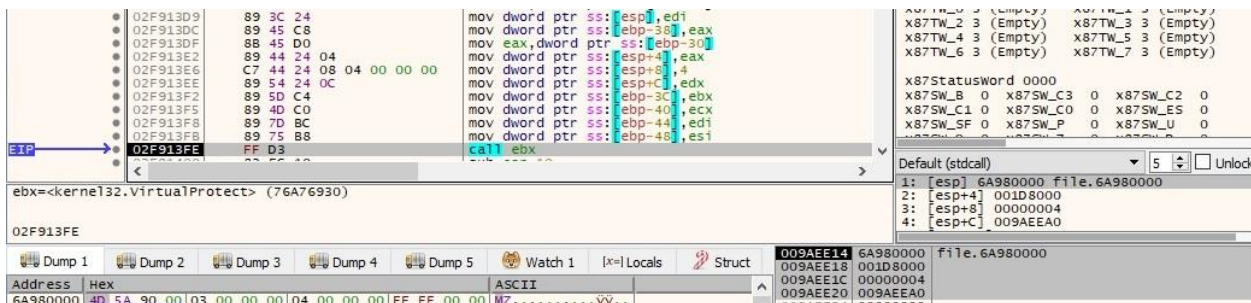 02F913D9 89 3C 24 mov dword ptr ss:[esp],edi
02F913DC 89 45 C8 mov dword ptr ss:[ebp-38],eax
02F913DF 8B 45 D0 mov eax,dword ptr ss:[ebp-30]
02F913E2 89 44 24 04 mov dword ptr ss:[esp+4],eax
02F913E6 C7 44 24 08 04 00 00 00 mov dword ptr ss:[esp+8],4
02F913EE 89 54 24 0C mov dword ptr ss:[esp+C],edx
02F913F2 89 5D C4 mov dword ptr ss:[ebp-3C],ebx
02F913F5 89 4D C0 mov dword ptr ss:[ebp-40],ecx
02F913F8 89 7D BC mov dword ptr ss:[ebp-44],edi
02F913FB 89 75 B8 mov dword ptr ss:[ebp-48],esi
EIP 02F913FE FF D3 call ebx
x87TW_2 3 (Empty) x87TW_3 3 (Empty)
x87TW_4 3 (Empty) x87TW_5 3 (Empty)
x87TW_6 3 (Empty) x87TW_7 3 (Empty)
x87StatusWord 0000
x87SW_B 0 x87SW_C3 0 x87SW_C2 0
x87SW_C1 0 x87SW_C0 0 x87SW_ES 0
x87SW_SF 0 x87SW_P 0 x87SW_U 0
Default (stdcall) 5 Unlock
1: [esp] 6A980000 file.6A980000
2: [esp+4] 001D8000
3: [esp+8] 00000004
4: [esp+C] 009AEEA0
ebx=<kernel32.VirtualProtect> (76A76930)
02F913FE
Dump 1 Dump 2 Dump 3 Dump 4 Dump 5 Watch 1 [x=] Locals Struct
Address Hex ASCII
6A980000 4D 5A 90 00 03 00 00 00 04 00 00 00 FF FF 00 00 MZ..........ÿÿ..
009AEE14 6A980000 file.6A980000
009AEE18 001D8000
009AEE1C 00000004
009AEE20 009AEEA0